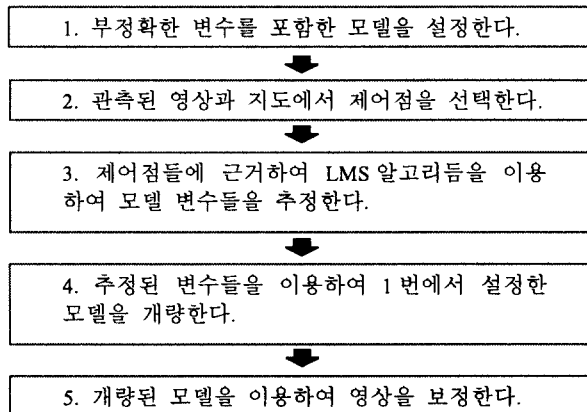 1. 부정확한 변수를 포함한 모델을 설정한다.
2. 관측된 영상과 지도에서 제어점을 선택한다.
3. 제어점들에 근거하여 LMS 알고리듬을 이용
하여 모델 변수들을 추정한다.
4. 추정된 변수들을 이용하여 1 번에서 설정한
모델을 개량한다.
5. 개량된 모델을 이용하여 영상을 보정한다.